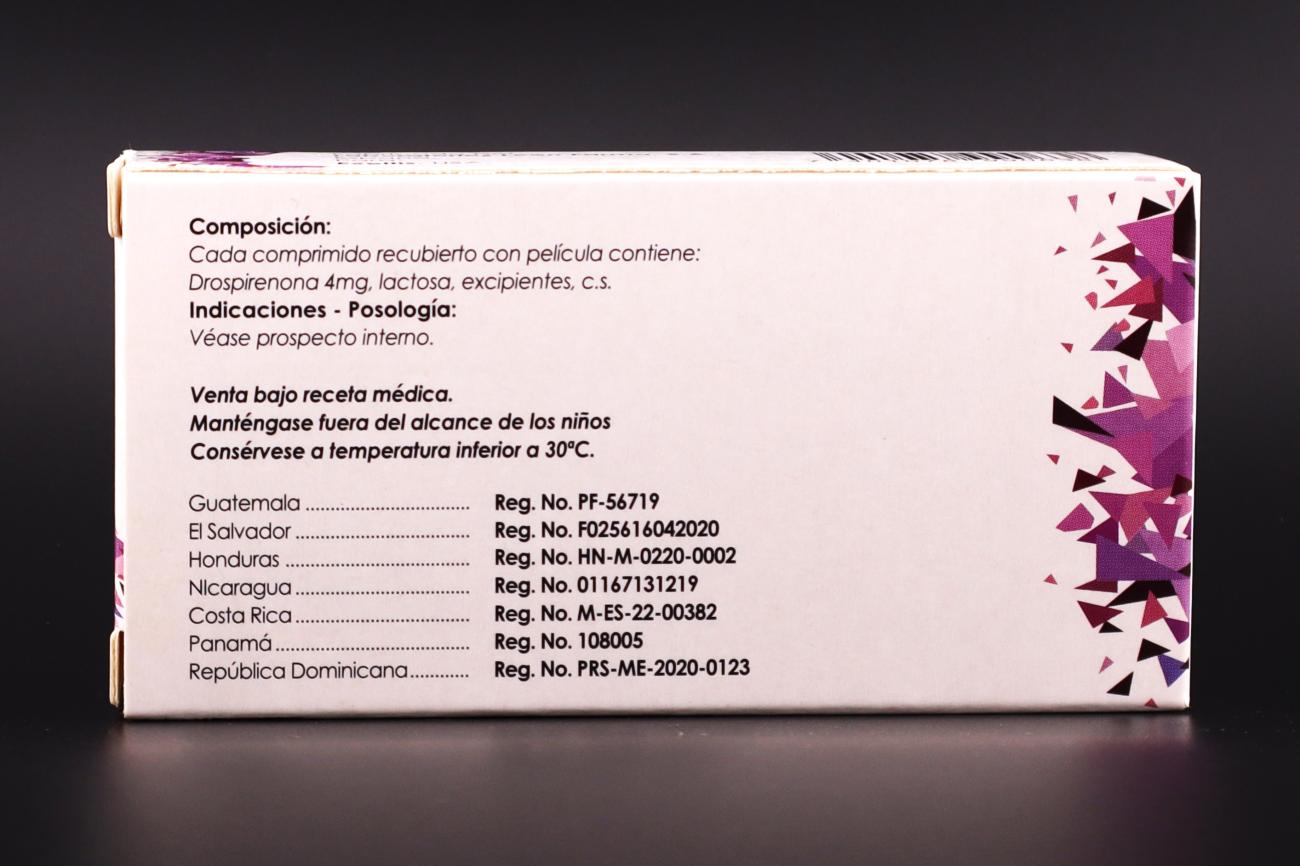 Composición:
Cada comprimido recubierto con película contiene:
Drospirenona 4mg, lactosa, excipientes, c.s.
Indicaciones - Posología:
Véase prospecto interno.
Venta bajo receta médica.
Manténgase fuera del alcance de los niños
Consérvese a temperatura inferior a 30ªC.
Guatemala ................................ Reg. No. PF-56719
El Salvador .................................. Reg. No. F025616042020
Honduras ................................... Reg. No. HN-M-0220-0002
NIcaragua .................................. Reg. No. 01167131219
Costa Rica .................................. Reg. No. M-ES-22-00382
Panamá ..................................... Reg. No. 108005
República Dominicana ............ Reg. No. PRS-ME-2020-0123